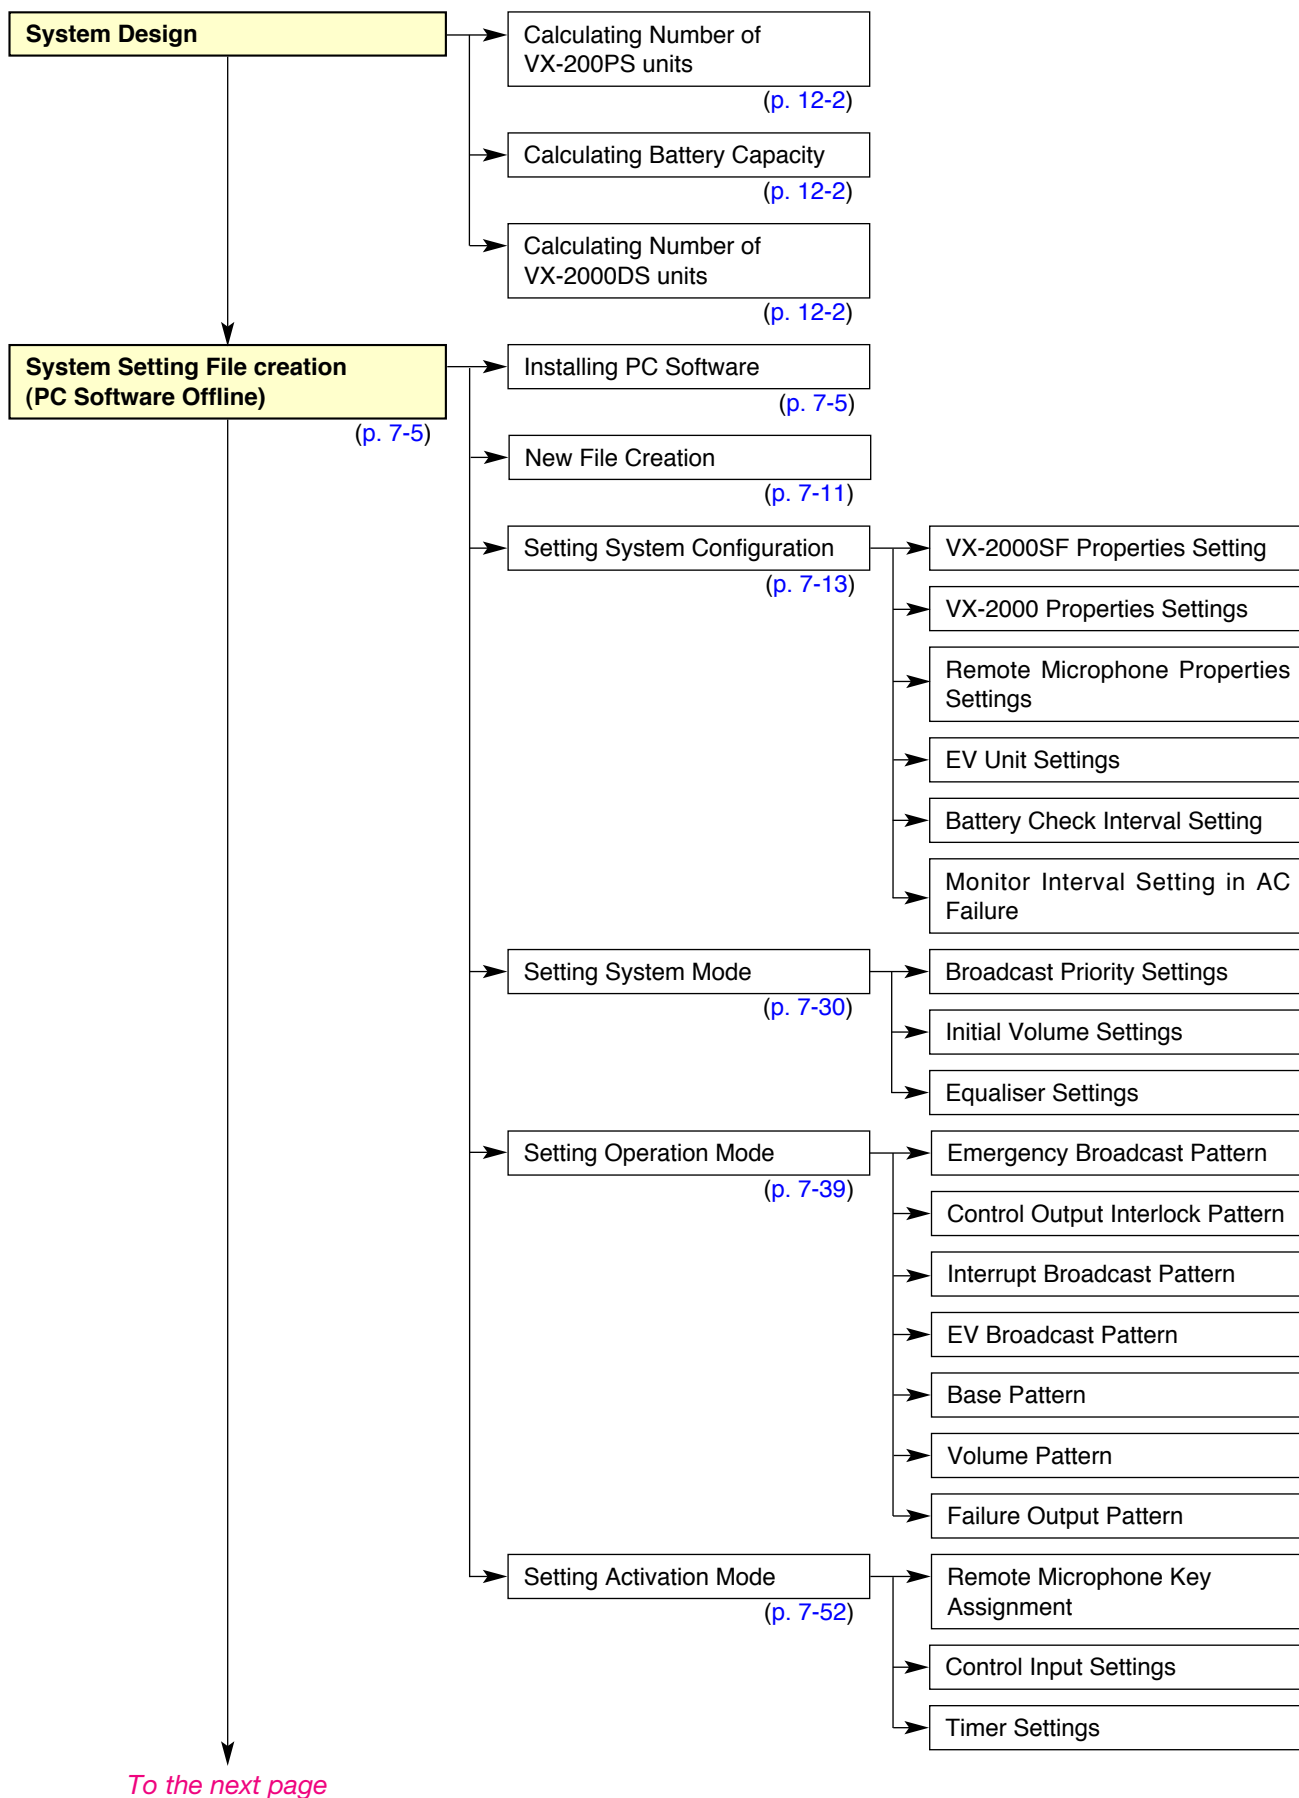 System Design
Calculating Number of
VX-200PS units
(p. 12-2)
Calculating Battery Capacity
(p. 12-2)
Calculating Number of
VX-2000DS units
(p. 12-2)
System Setting File creation
(PC Software Offline)
(p. 7-5)
Installing PC Software
(p. 7-5)
New File Creation
(p. 7-11)
Setting System Configuration
(p. 7-13)
VX-2000SF Properties Setting
VX-2000 Properties Settings
Remote Microphone Properties
Settings
EV Unit Settings
Battery Check Interval Setting
Monitor Interval Setting in AC
Failure
Setting System Mode
(p. 7-30)
Broadcast Priority Settings
Initial Volume Settings
Equaliser Settings
Setting Operation Mode
(p. 7-39)
Emergency Broadcast Pattern
Control Output Interlock Pattern
Interrupt Broadcast Pattern
EV Broadcast Pattern
Base Pattern
Volume Pattern
Failure Output Pattern
Setting Activation Mode
(p. 7-52)
Remote Microphone Key
Assignment
Control Input Settings
Timer Settings
To the next page